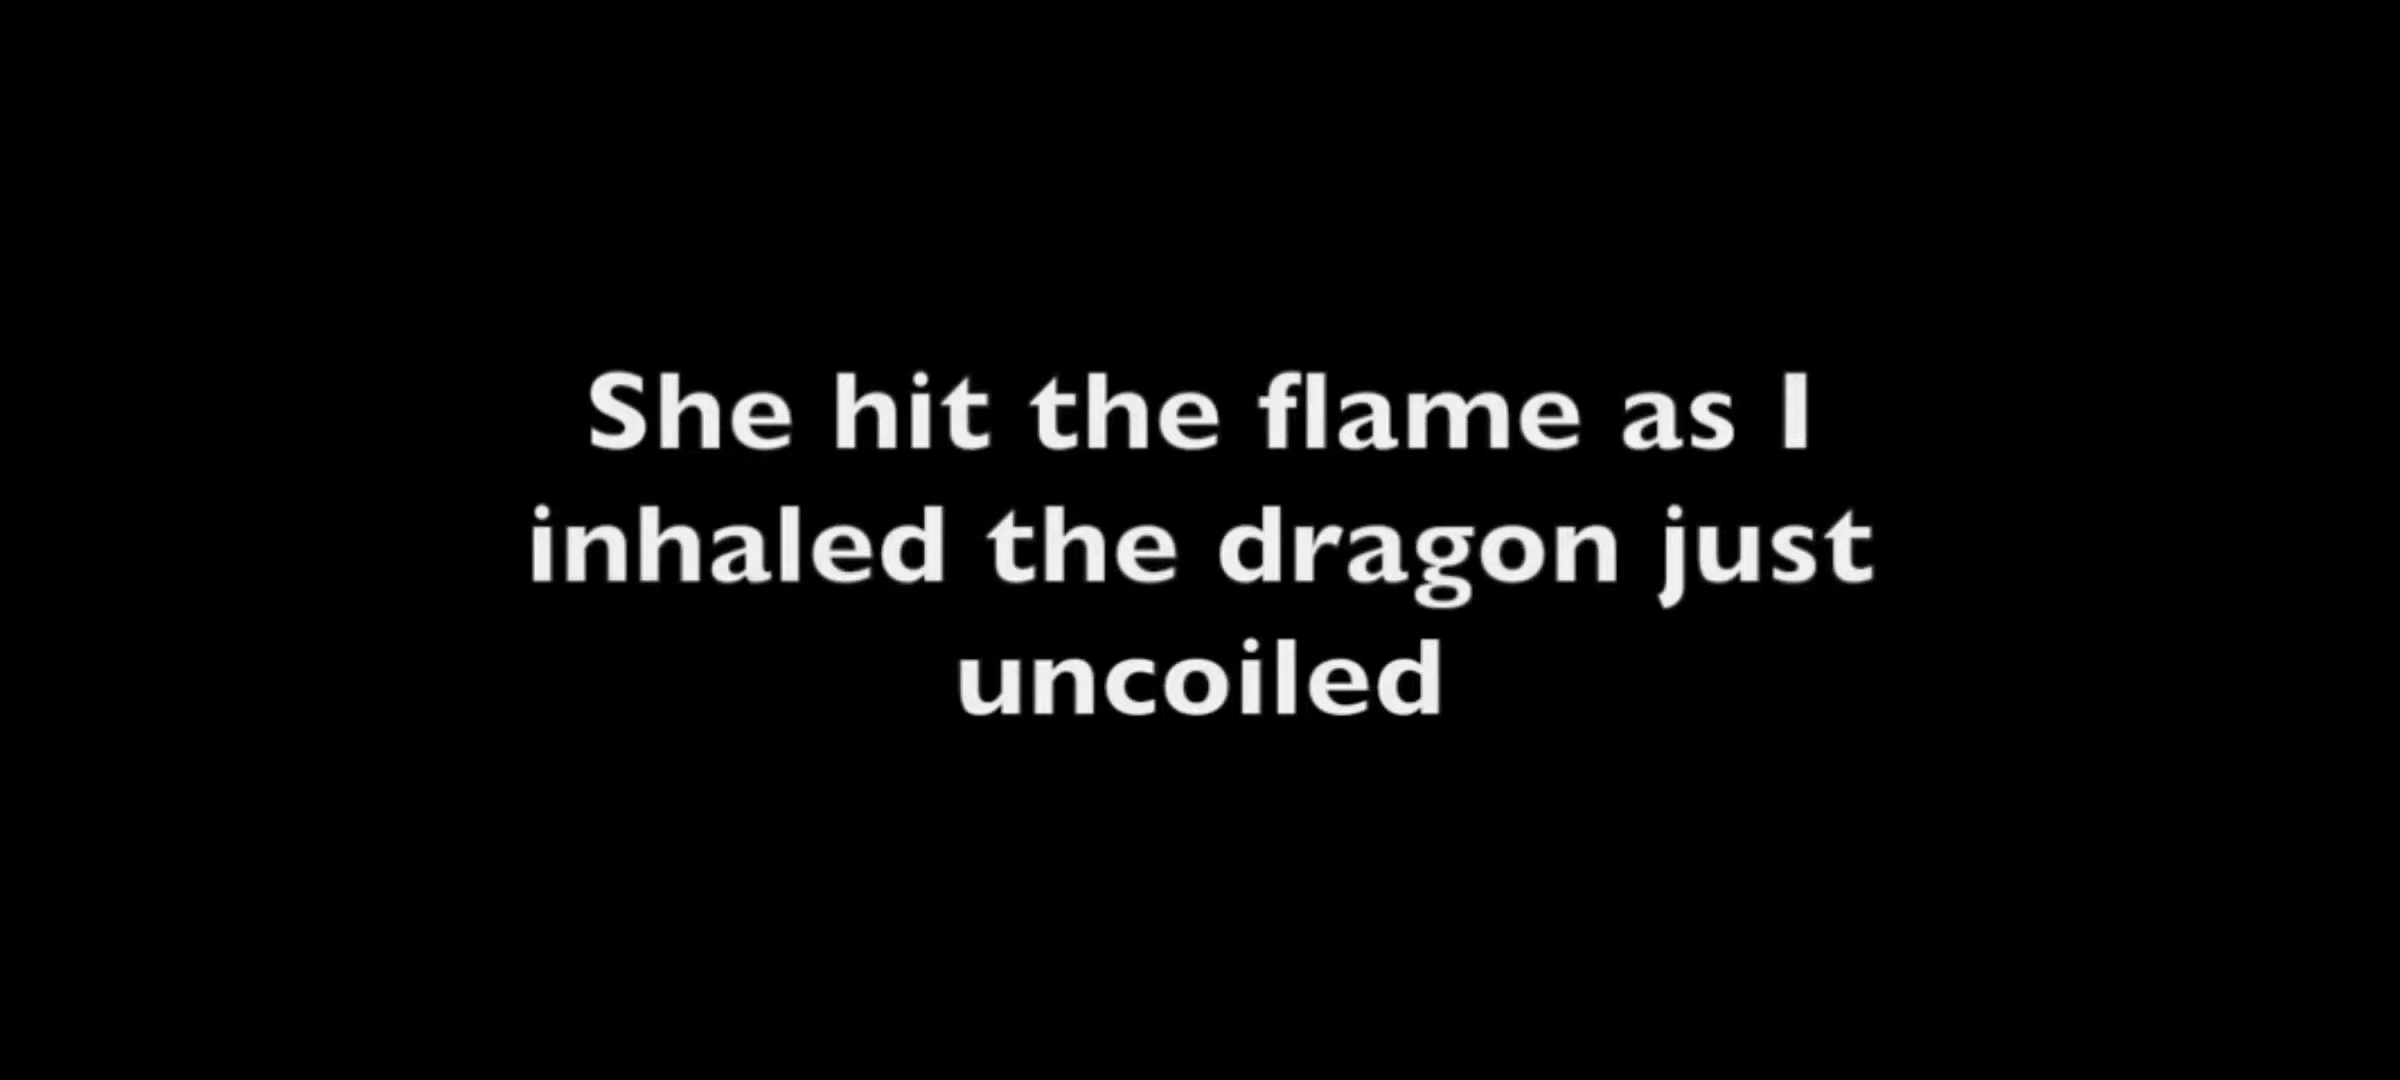 She hit the flame as I
inhaled the dragon just
uncoiled